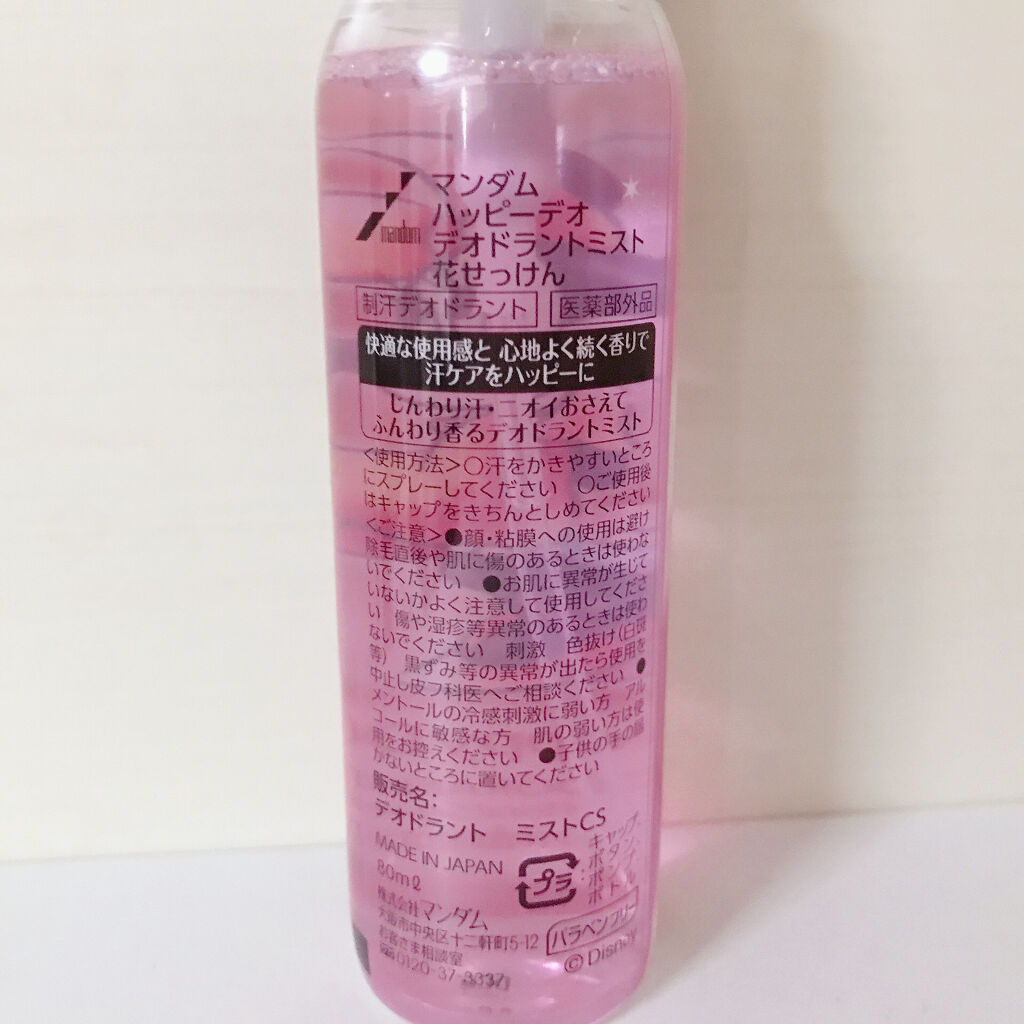 mandom
マンダム
ハッピーデオ
デオドラントミスト
花せっけん
制汗デオドラント 医薬部外品
快適な使用感と 心地よく続く香りで
汗ケアをハッピーに
じんわり汗・ニオイおさえて
ふんわり香るデオドラントミスト
<使用方法>○汗をかきやすいところ
にスプレーしてください ○ご使用後
はキャップをきちんとしめてください
<ご注意>●顔・粘膜への使用は避け
除毛直後や肌に傷のあるときは使わな
いでください ●お肌に異常が生じて
いないかよく注意して使用してくださ
い 傷や湿疹等異常のあるときは使わ
ないでください 刺激 色抜け(白斑
等) 黒ずみ等の異常が出たら使用を
中止し皮フ科医へご相談ください ●
メントールの冷感刺激に弱い方 アル
コールに敏感な方 肌の弱い方は使
用をお控えください ●子供の手の届
かないところに置いてください
販売名:
デオドラント ミストCS
MADE IN JAPAN
80mℓ
プラ
キャップ、
ボタン、
ポンプ、
ボトル
株式会社マンダム
大阪市中央区十二軒町5-12
お客さま相談室
0120-37-3337
パラベンフリー
©Disney